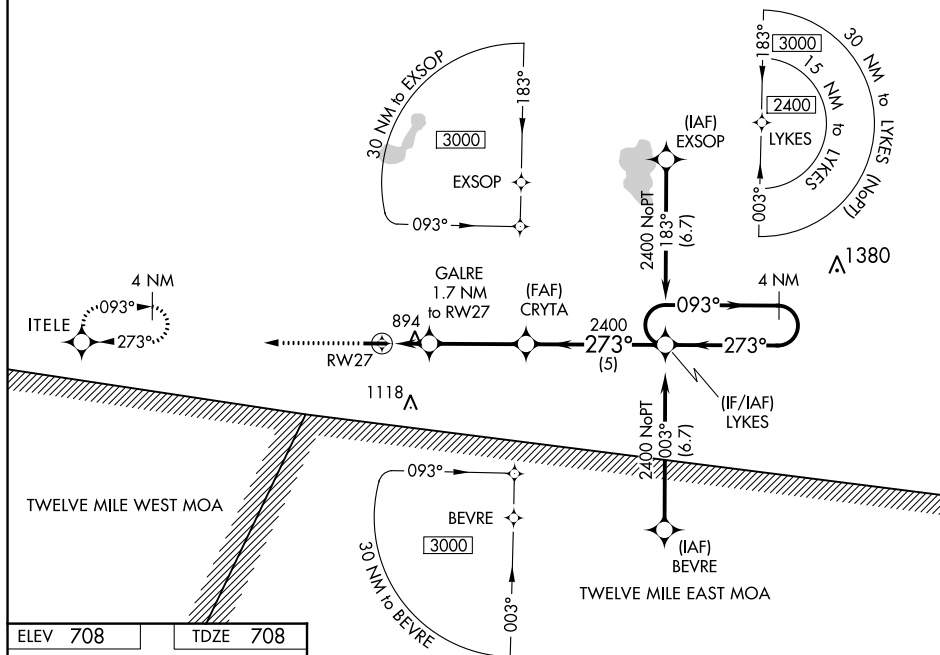 30 NM to EXSOP
3000
183°
EXSOP
093°
183°
3000
30 NM to LYKES (NoPT)
15 NM to LYKES
2400
LYKES
003°
(IAF)
EXSOP
2400 NoPT
183°
(6.7)
1380
4 NM
093°
273°
ITELE
GALRE
1.7 NM
to RW27
(FAF)
CRYTA
894
RW27
2400
273°
(5)
4 NM
093°
273°
(IF/IAF)
LYKES
1118
2400 NoPT
003°
(6.7)
TWELVE MILE WEST MOA
093°
BEVRE
3000
30 NM to BEVRE
003°
(IAF)
BEVRE
TWELVE MILE EAST MOA
ELEV 708
TDZE 708